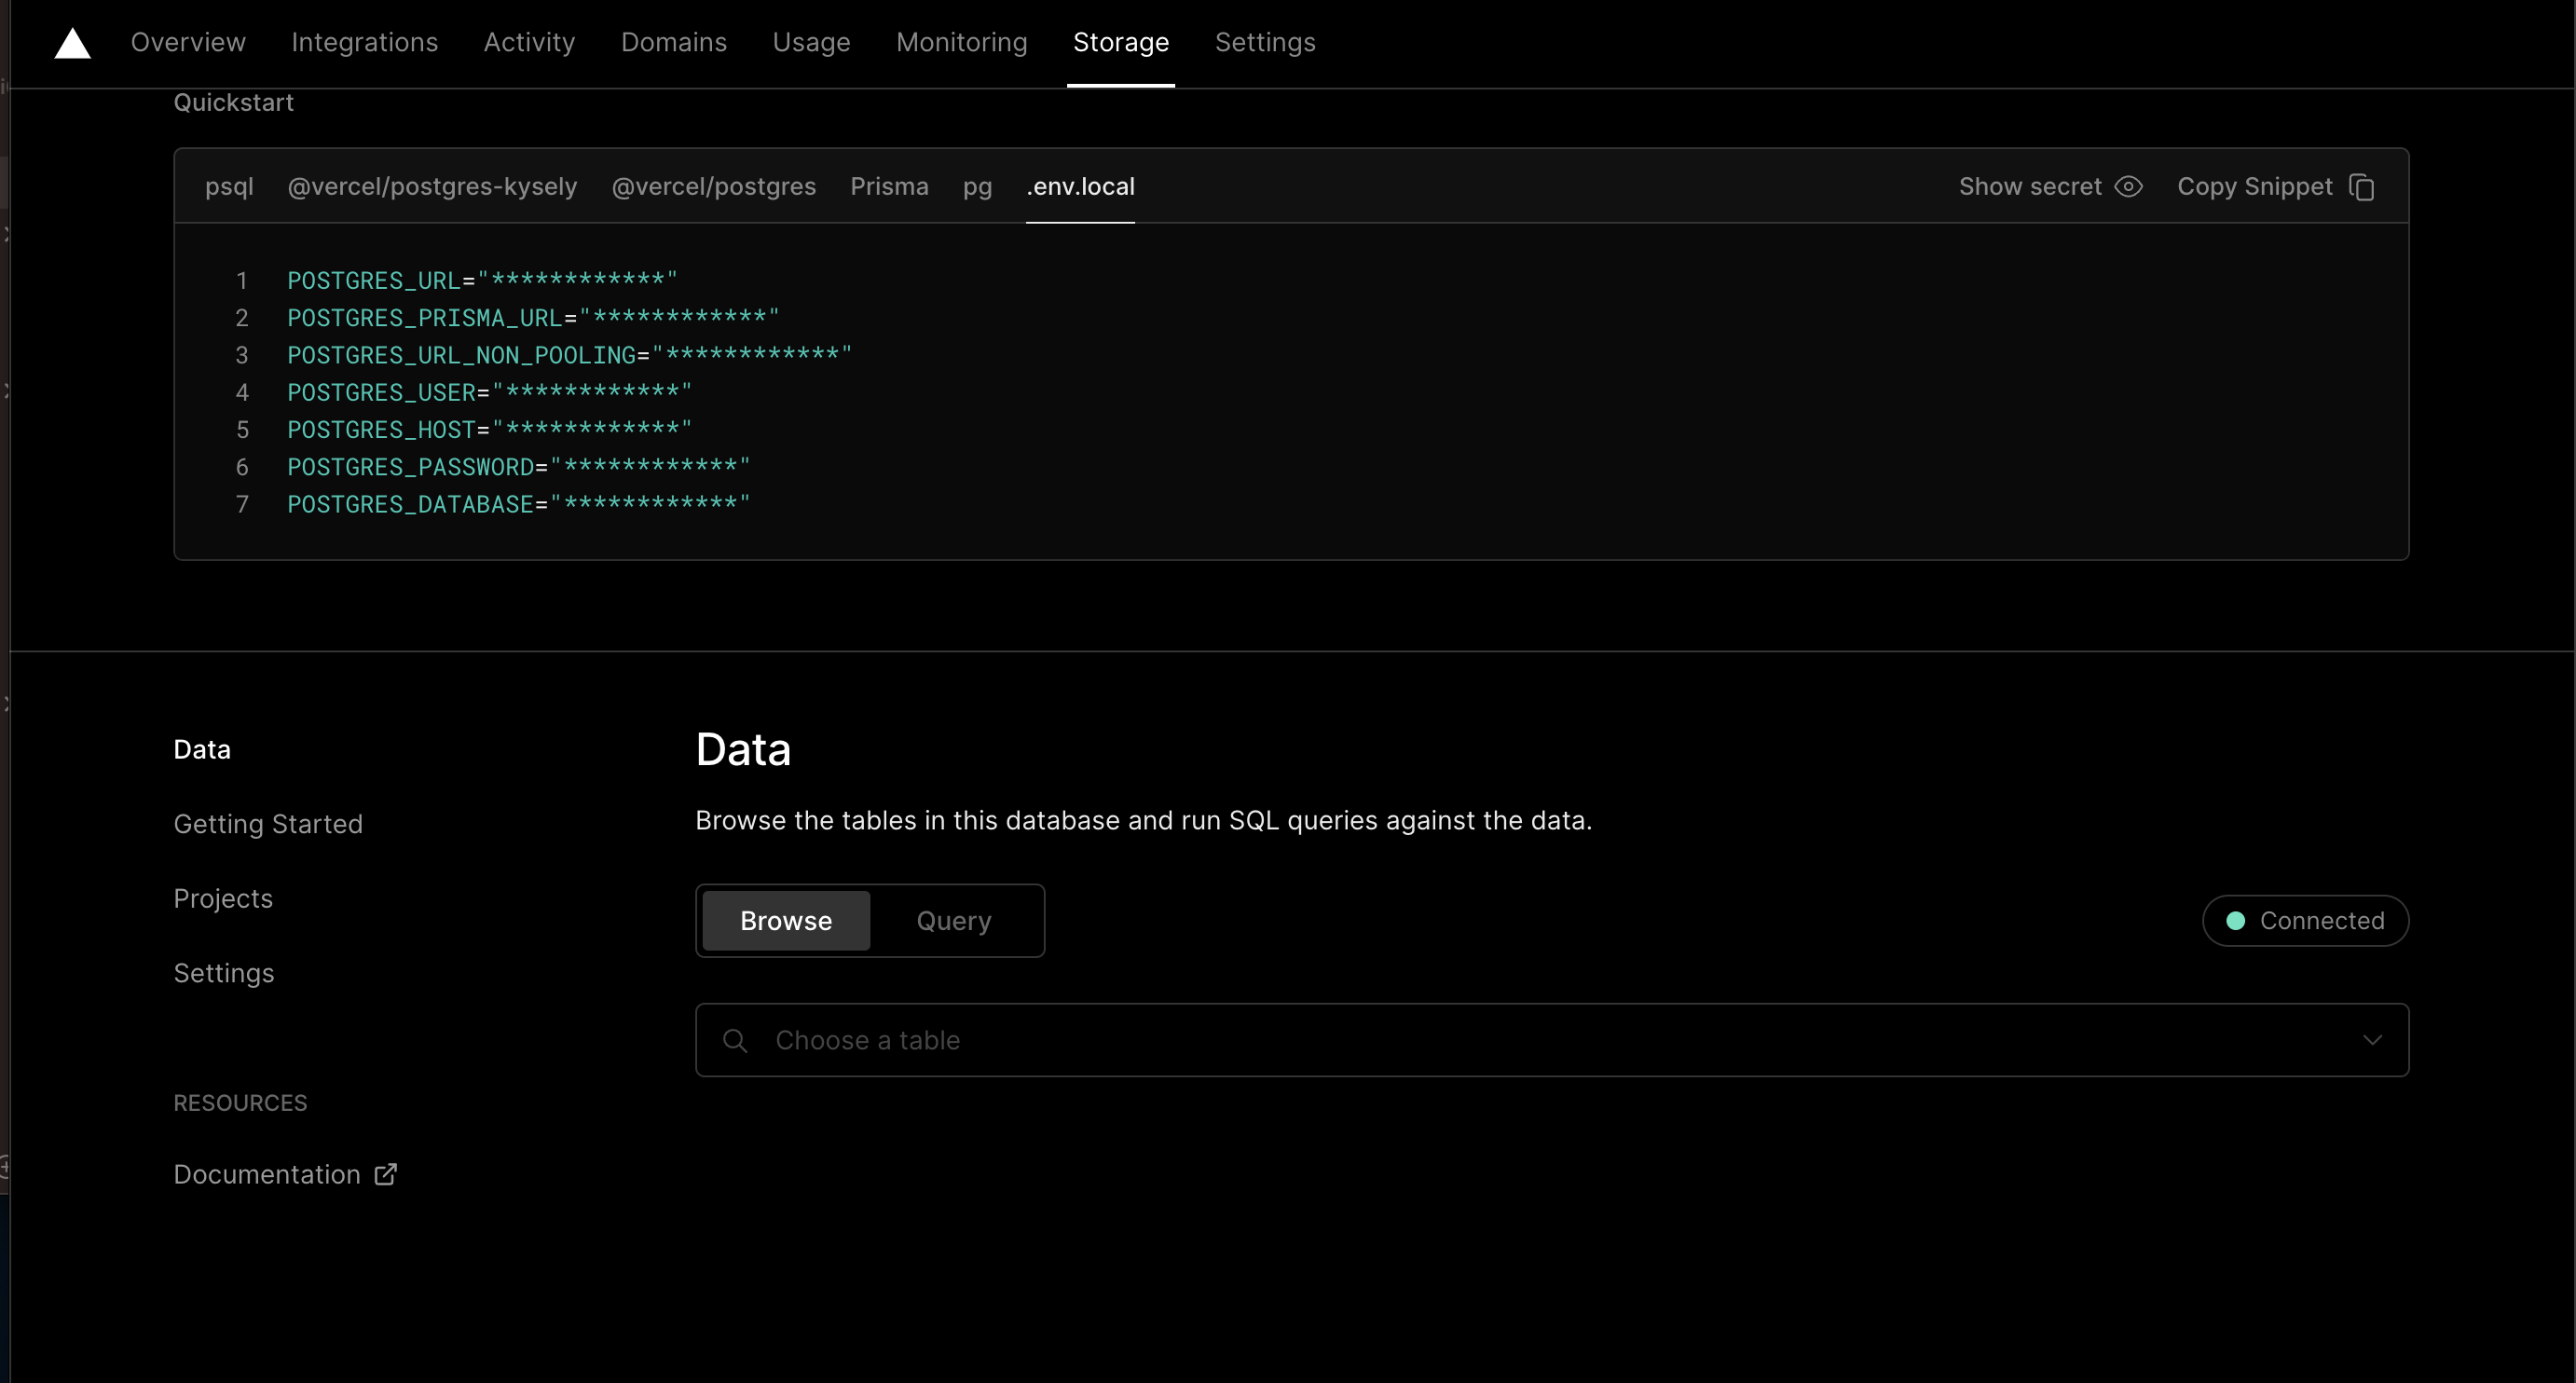 Overview Integrations Activity Domains Usage Monitoring Storage Settings
Quickstart
psql @vercel/postgres-kysely @vercel/postgres Prisma pg .env.local Show secret Copy Snippet
1 POSTGRES_URL="************"
2 POSTGRES_PRISMA_URL="************"
3 POSTGRES_URL_NON_POOLING="************"
4 POSTGRES_USER="************"
5 POSTGRES_HOST="************"
6 POSTGRES_PASSWORD="************"
7 POSTGRES_DATABASE="************"
Data
Getting Started
Projects
Settings
RESOURCES
Documentation
Data
Browse the tables in this database and run SQL queries against the data.
Browse Query Connected
Choose a table